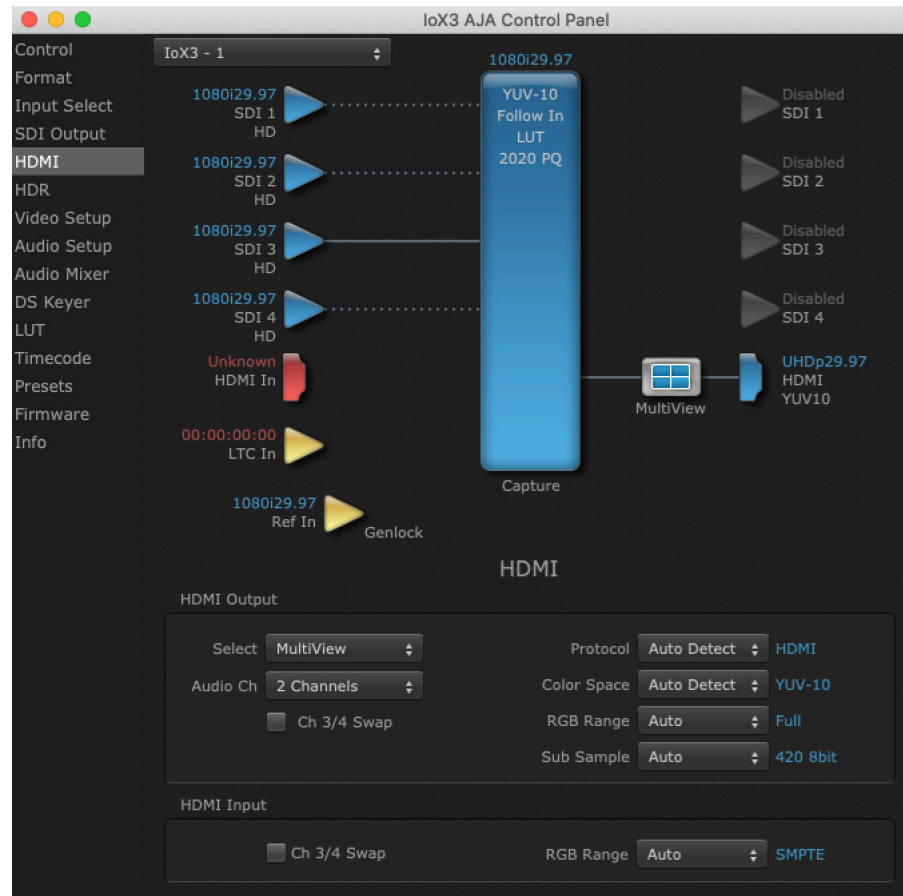 IoX3 AJA Control Panel
Control
Format
Input Select
SDI Output
HDMI
HDR
Video Setup
Audio Setup
Audio Mixer
DS Keyer
LUT
Timecode
Presets
Firmware
Info
IoX3 - 1
1080i29.97
SDI 1
HD
1080i29.97
SDI 2
HD
1080i29.97
SDI 3
HD
1080i29.97
SDI 4
HD
Unknown
HDMI In
00:00:00:00
LTC In
1080i29.97
Ref In
Genlock
1080i29.97
YUV-10
Follow In
LUT
2020 PQ
Capture
Disabled
SDI 1
Disabled
SDI 2
Disabled
SDI 3
Disabled
SDI 4
MultiView
UHDp29.97
HDMI
YUV10
HDMI
HDMI Output
Select MultiView
Audio Ch 2 Channels
Ch 3/4 Swap
Protocol Auto Detect HDMI
Color Space Auto Detect YUV-10
RGB Range Auto Full
Sub Sample Auto 420 8bit
HDMI Input
Ch 3/4 Swap
RGB Range Auto SMPTE